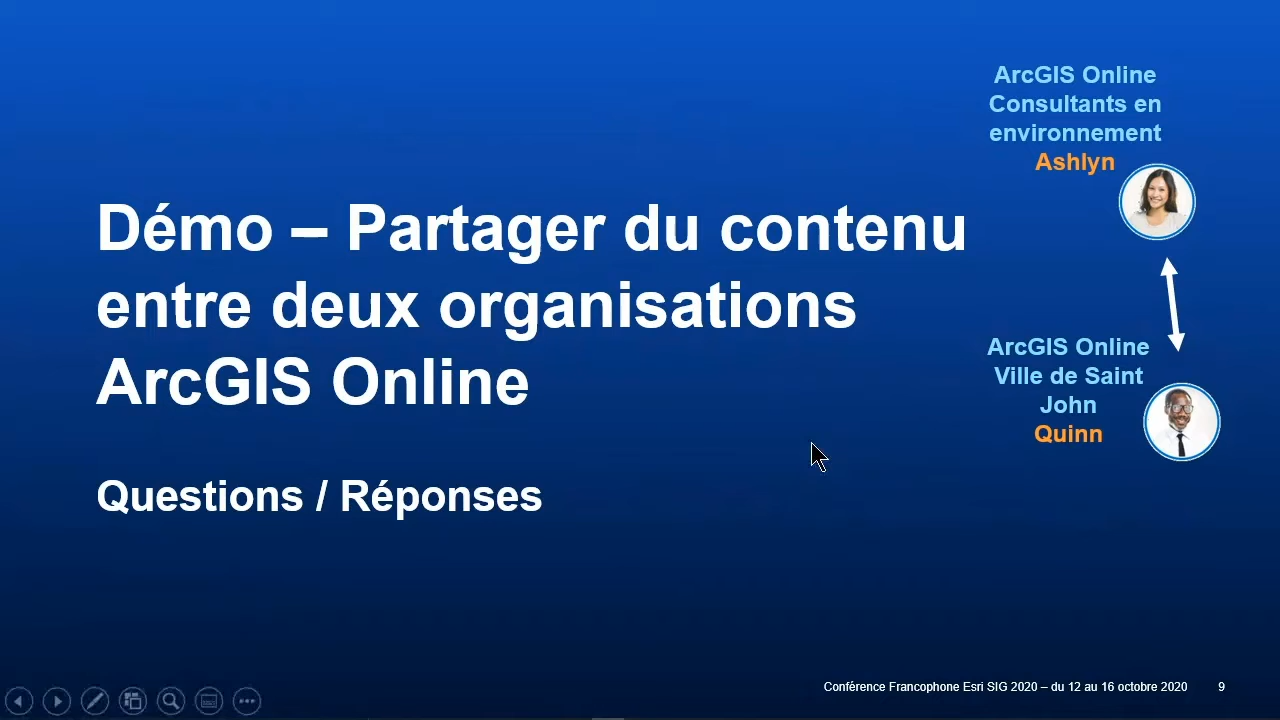 Démo – Partager du contenu
entre deux organisations
ArcGIS Online
Questions / Réponses
ArcGIS Online
Consultants en
environnement
Ashlyn
ArcGIS Online
Ville de Saint
John
Quinn
Conférence Francophone Esri SIG 2020 – du 12 au 16 octobre 2020 9